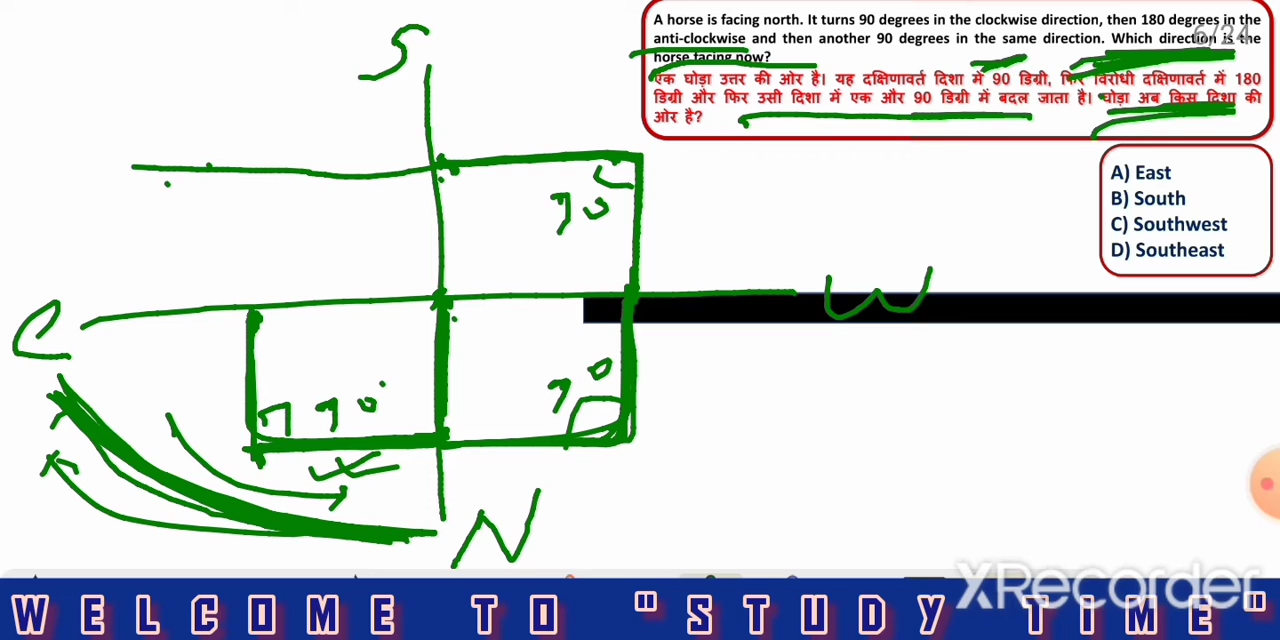 A horse is facing north. It turns 90 degrees in the clockwise direction, then 180 degrees in the
anti-clockwise and then another 90 degrees in the same direction. Which direction is the
horse facing now?
6/24
एक घोड़ा उत्तर की ओर है। यह दक्षिणावर्त दिशा में 90 डिग्री, फिर विरोधी दक्षिणावर्त में 180
डिग्री और फिर उसी दिशा में एक और 90 डिग्री में बदल जाता है। घोड़ा अब किस दिशा की
ओर है?
A) East
B) South
C) Southwest
D) Southeast
S
W
N
XRecorder
WELCOME TO "STUDY TIME"